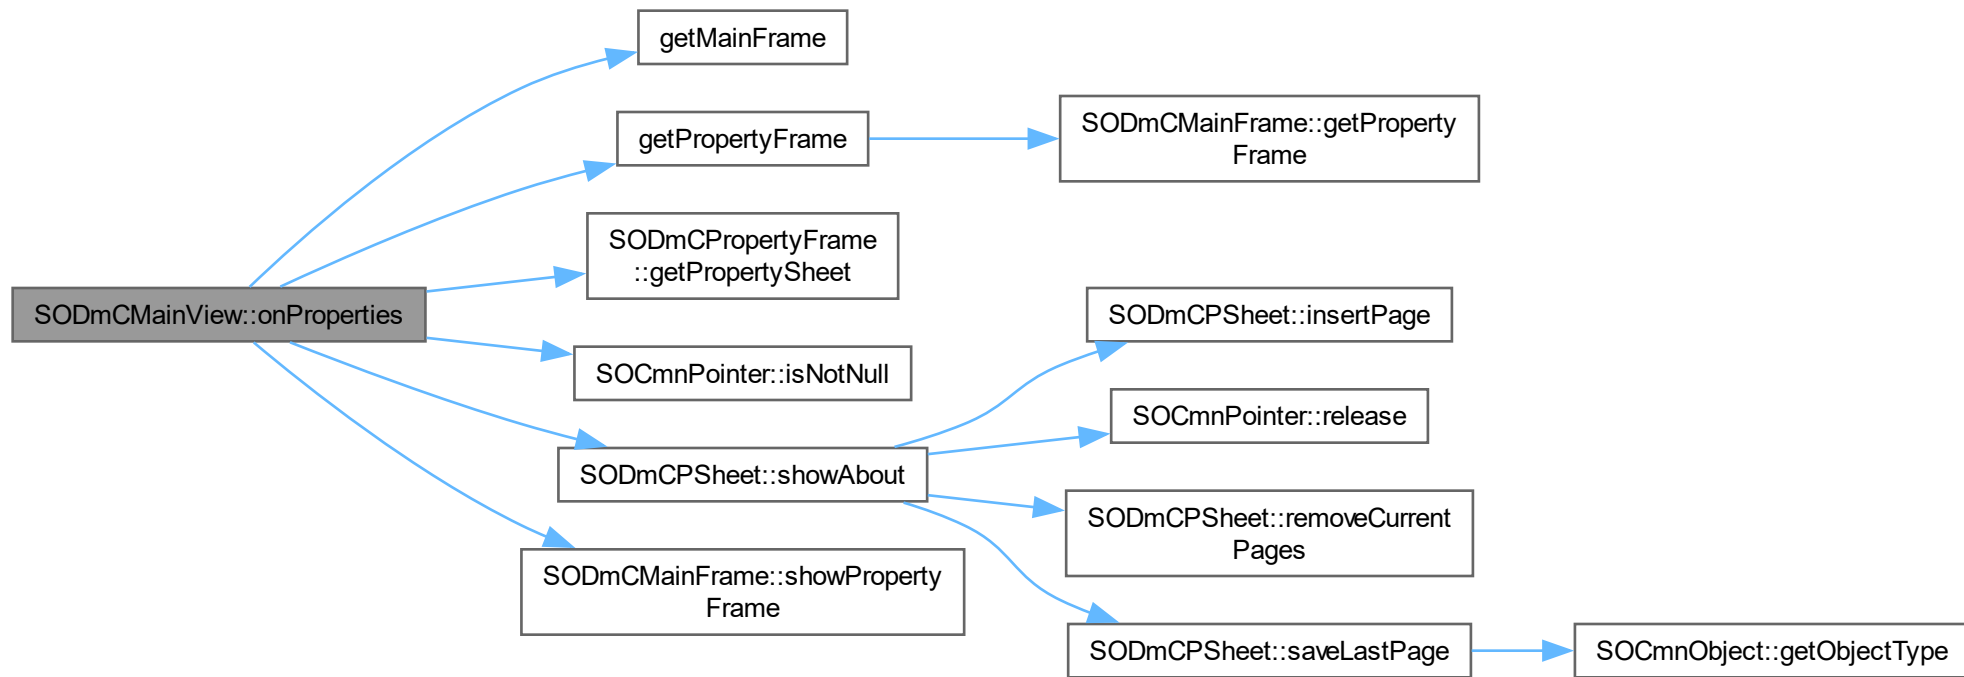 getMainFrame
getPropertyFrame
SODmCMainFrame::getProperty
Frame
SODmCPropertyFrame
::getPropertySheet
SODmCMainView::onProperties
SODmCPSheet::insertPage
SOCmnPointer::isNotNull
SOCmnPointer::release
SODmCPSheet::showAbout
SODmCPSheet::removeCurrent
Pages
SODmCMainFrame::showProperty
Frame
SODmCPSheet::saveLastPage
SOCmnObject::getObjectType